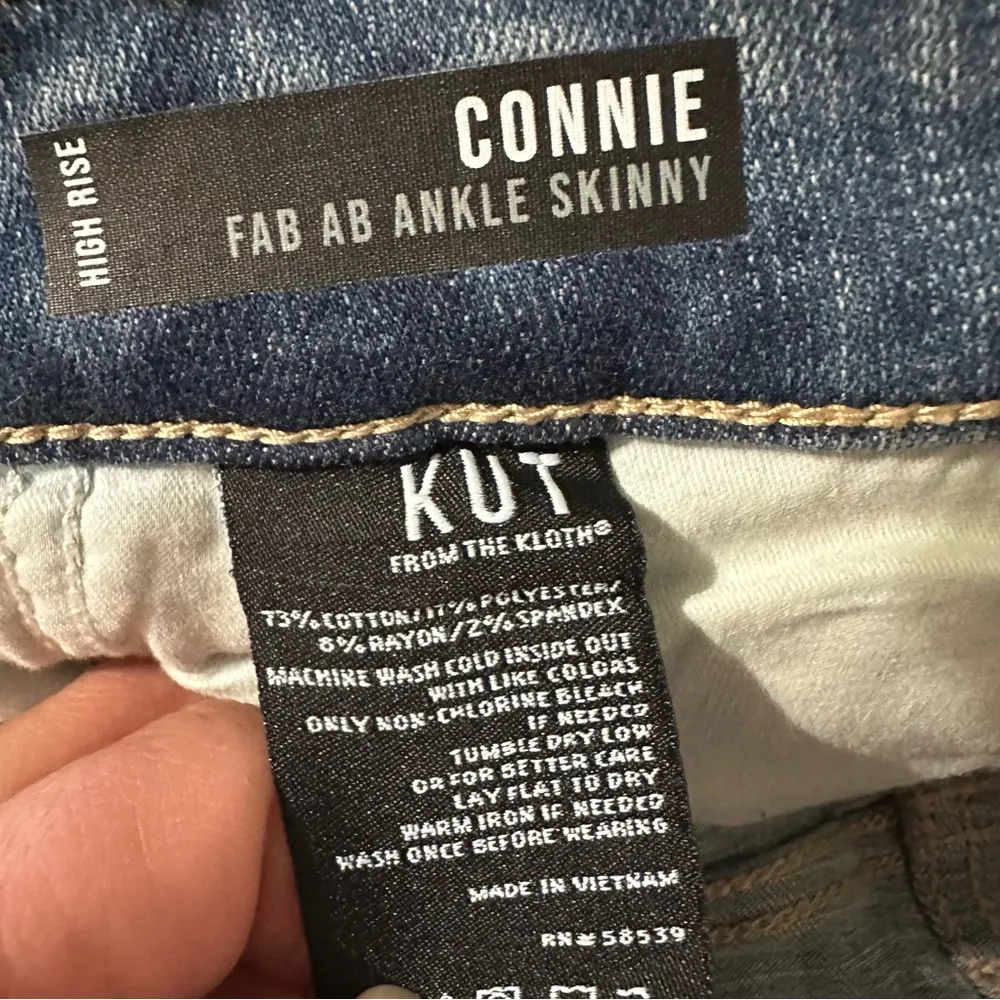 CONNIE
HIGH RISE
FAB AB ANKLE SKINNY
KUT
FROM THE KLOTH®
73% COTTON/17% POLYESTER/
8% RAYON/2% SPANDEX
MACHINE WASH COLD INSIDE OUT
WITH LIKE COLORS
ONLY NON-CHLORINE BLEACH
IF NEEDED
TUMBLE DRY LOW
OR FOR BETTER CARE
LAY FLAT TO DRY
WARM IRON IF NEEDED
WASH ONCE BEFORE WEARING
MADE IN VIETNAM
RN# 58539